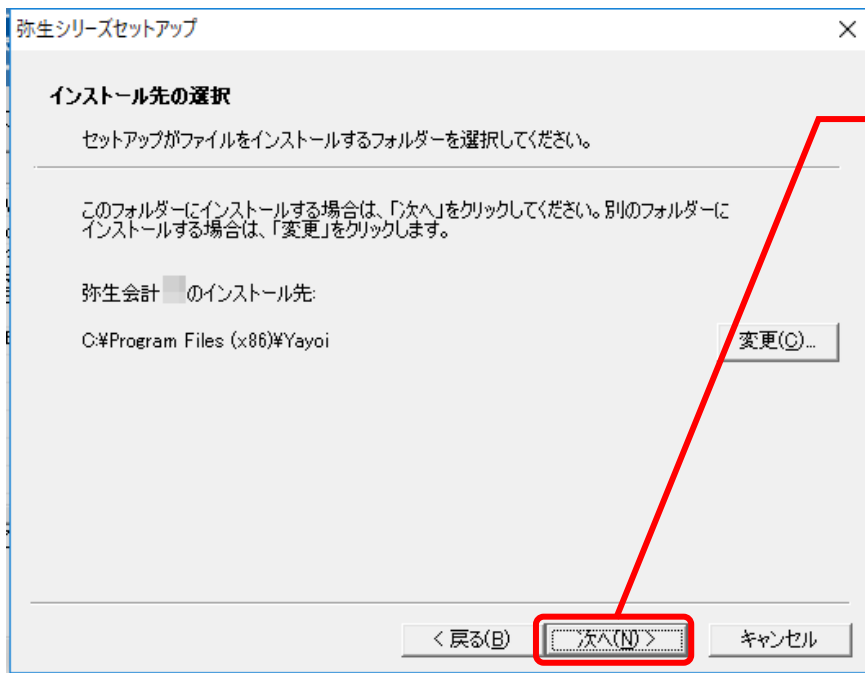 弥生シリーズセットアップ
インストール先の選択
セットアップがファイルをインストールするフォルダーを選択してください。
このフォルダーにインストールする場合は、「次へ」をクリックしてください。別のフォルダーに
インストールする場合は、「変更」をクリックします。
弥生会計 のインストール先:
C:¥Program Files (x86)¥Yayoi
変更(C)...
< 戻る(B)
次へ(N) >
キャンセル